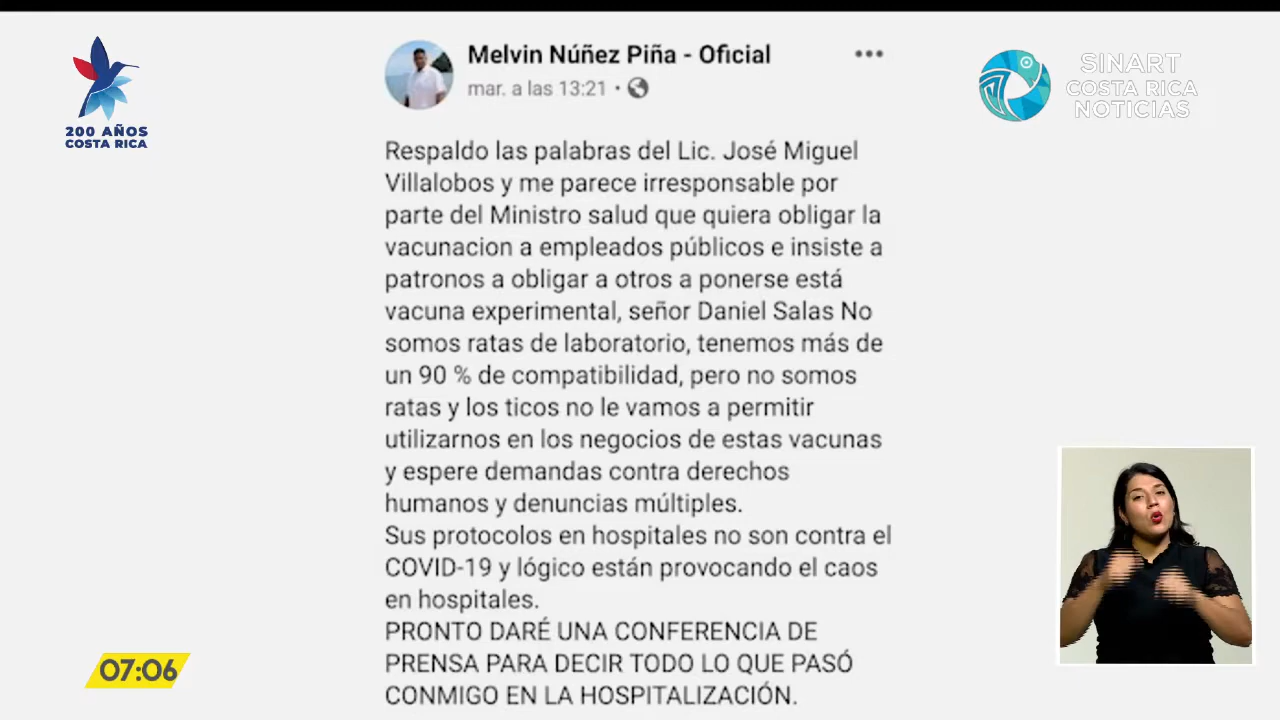 200 AÑOS
COSTA RICA
SINART
COSTA RICA
NOTICIAS
Melvin Núñez Piña - Oficial
mar. a las 13:21 ·
Respaldo las palabras del Lic. José Miguel
Villalobos y me parece irresponsable por
parte del Ministro salud que quiera obligar la
vacunacion a empleados públicos e insiste a
patronos a obligar a otros a ponerse está
vacuna experimental, señor Daniel Salas No
somos ratas de laboratorio, tenemos más de
un 90 % de compatibilidad, pero no somos
ratas y los ticos no le vamos a permitir
utilizarnos en los negocios de estas vacunas
y espere demandas contra derechos
humanos y denuncias múltiples.
Sus protocolos en hospitales no son contra el
COVID-19 y lógico están provocando el caos
en hospitales.
PRONTO DARÉ UNA CONFERENCIA DE
PRENSA PARA DECIR TODO LO QUE PASÓ
CONMIGO EN LA HOSPITALIZACIÓN.
07:06